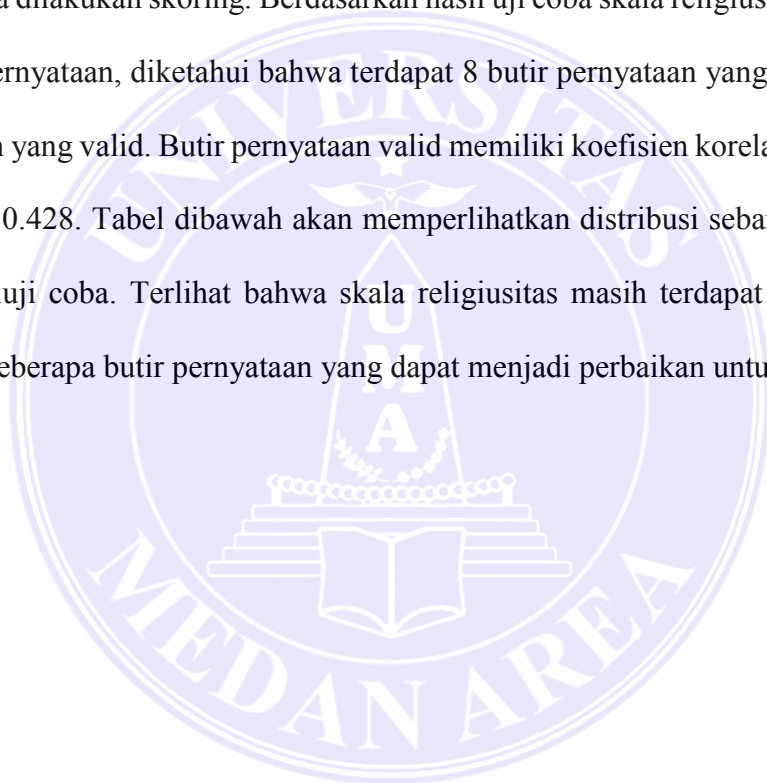 dilakukan skoring. Berdasarkan hasil uji coba skala religius
ernyataan, diketahui bahwa terdapat 8 butir pernyataan yang
yang valid. Butir pernyataan valid memiliki koefisien korela
0.428. Tabel dibawah akan memperlihatkan distribusi seba
uji coba. Terlihat bahwa skala religiusitas masih terdapat
eberapa butir pernyataan yang dapat menjadi perbaikan untu
UNIVERSITAS
UMA
MEDAN AREA